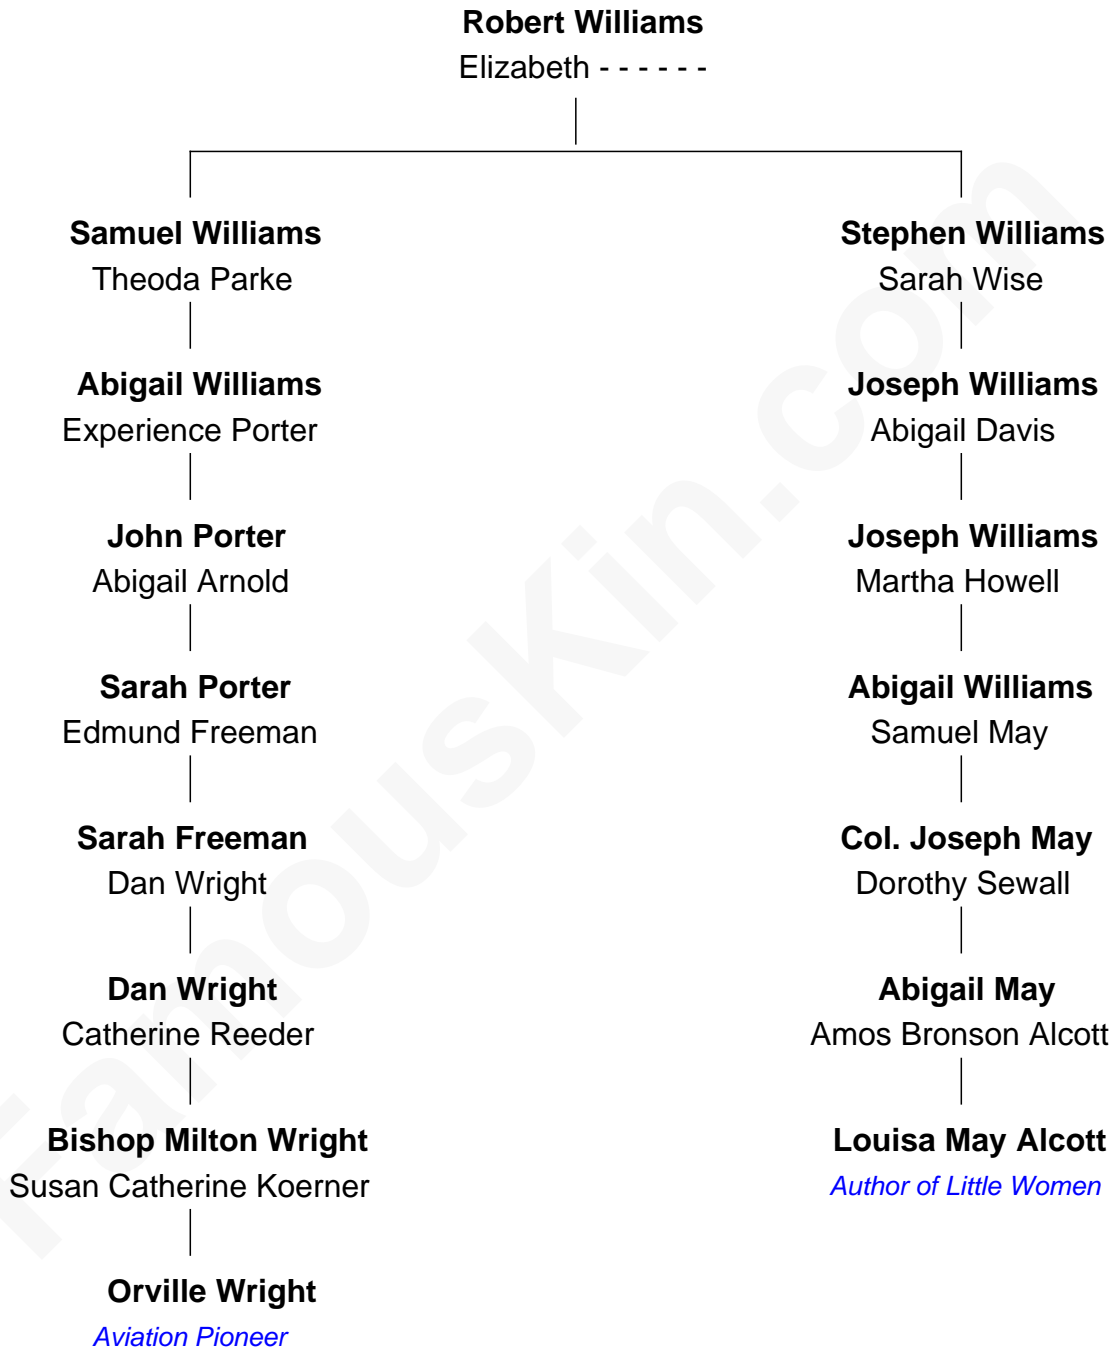 Robert Williams
Elizabeth - - - - - -
Samuel Williams
Theoda Parke
Stephen Williams
Sarah Wise
Abigail Williams
Experience Porter
Joseph Williams
Abigail Davis
John Porter
Abigail Arnold
Joseph Williams
Martha Howell
Sarah Porter
Edmund Freeman
Abigail Williams
Samuel May
Sarah Freeman
Dan Wright
Col. Joseph May
Dorothy Sewall
Dan Wright
Catherine Reeder
Abigail May
Amos Bronson Alcott
Bishop Milton Wright
Susan Catherine Koerner
Louisa May Alcott
Author of Little Women
Orville Wright
Aviation Pioneer
FamousKin.com